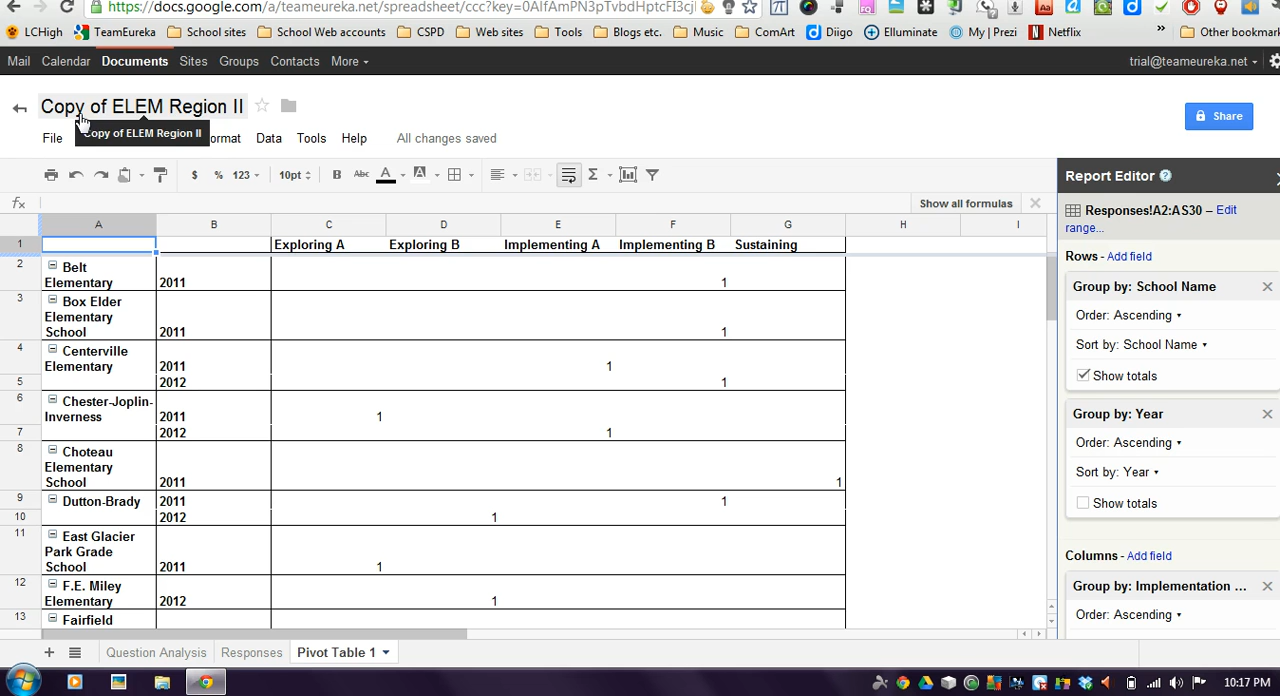 https://docs.google.com/a/teameureka.net/spreadsheet/ccc?key=0AlfAmPN3pTvbdHptcFI3cjl
LCHigh TeamEureka School sites School Web accounts CSPD Web sites Tools Blogs etc. Music ComArt Diigo Elluminate My | Prezi Netflix » Other bookmark
Mail Calendar Documents Sites Groups Contacts More trial@teameureka.net
Copy of ELEM Region II
Share
Copy of ELEM Region II
File ormat Data Tools Help All changes saved
$ % 123 10pt B Abc A A Σ
Report Editor ?
fx Show all formulas
Responses!A2:AS30 – Edit
range...
A B C D E F G H I
1 Exploring A Exploring B Implementing A Implementing B Sustaining
Rows - Add field
2 Belt
Elementary 2011 1
Group by: School Name
3 Box Elder
Elementary
School 2011 1
Order: Ascending
Sort by: School Name
4 Centerville
Elementary 2011 1
Show totals
5 2012 1
6 Chester-Joplin-
Inverness 2011 1
Group by: Year
7 2012 1
Order: Ascending
8 Choteau
Elementary
School 2011 1
Sort by: Year
9 Dutton-Brady 2011 1
Show totals
10 2012 1
11 East Glacier
Park Grade
School 2011 1
Columns - Add field
12 F.E. Miley
Elementary 2012 1
Group by: Implementation ...
13 Fairfield
Order: Ascending
+ Question Analysis Responses Pivot Table 1
10:17 PM